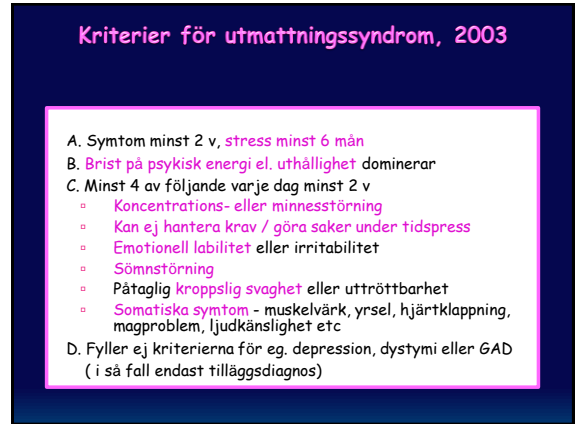 Kriterier för utmattningssyndrom, 2003
A. Symtom minst 2 v, stress minst 6 mån
B. Brist på psykisk energi el. uthållighet dominerar
C. Minst 4 av följande varje dag minst 2 v
▫ Koncentrations- eller minnesstörning
▫ Kan ej hantera krav / göra saker under tidspress
▫ Emotionell labilitet eller irritabilitet
▫ Sömnstörning
▫ Påtaglig kroppslig svaghet eller uttröttbarhet
▫ Somatiska symtom - muskelvärk, yrsel, hjärtklappning,
magproblem, ljudkänslighet etc
D. Fyller ej kriterierna för eg. depression, dystymi eller GAD
( i så fall endast tilläggsdiagnos)